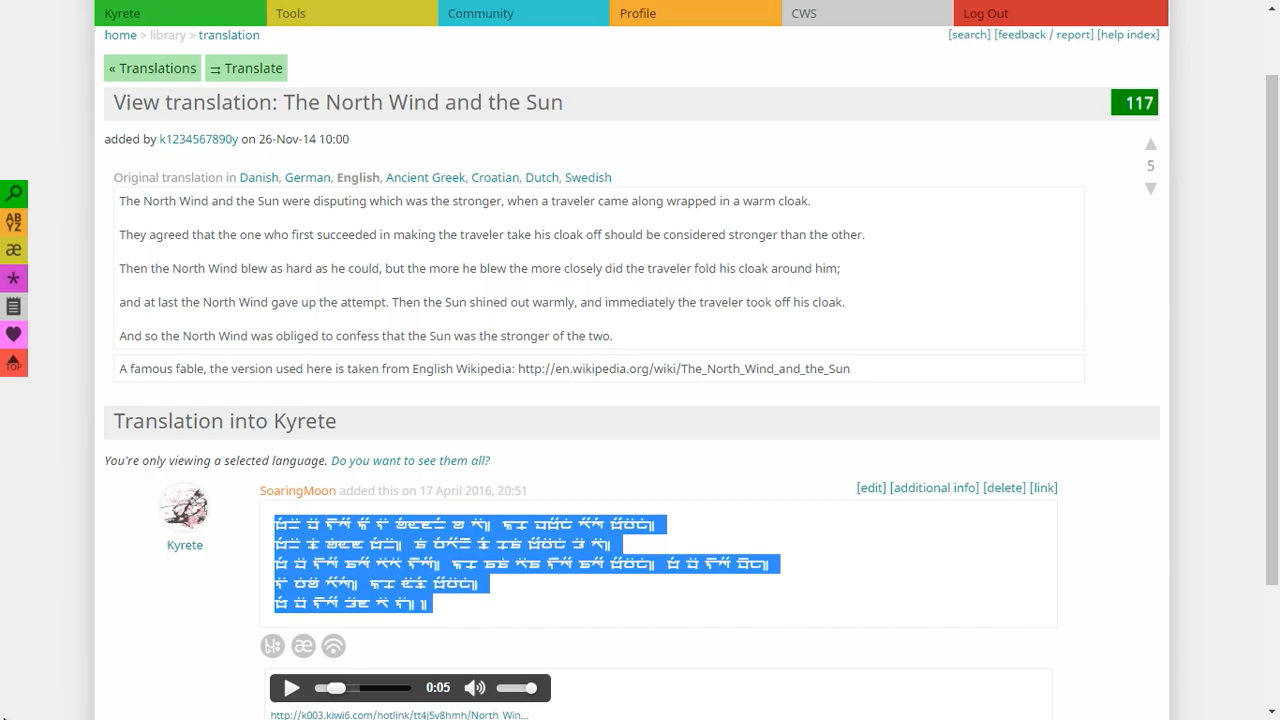 Kyrete
Tools
Community
Profile
CWS
Log Out
home > library > translation
[search] [feedback / report] [help index]
« Translations
⇉ Translate
View translation: The North Wind and the Sun
117
added by k1234567890y on 26-Nov-14 10:00
5
Original translation in Danish, German, English, Ancient Greek, Croatian, Dutch, Swedish
The North Wind and the Sun were disputing which was the stronger, when a traveler came along wrapped in a warm cloak.
They agreed that the one who first succeeded in making the traveler take his cloak off should be considered stronger than the other.
Then the North Wind blew as hard as he could, but the more he blew the more closely did the traveler fold his cloak around him;
and at last the North Wind gave up the attempt. Then the Sun shined out warmly, and immediately the traveler took off his cloak.
And so the North Wind was obliged to confess that the Sun was the stronger of the two.
A famous fable, the version used here is taken from English Wikipedia: http://en.wikipedia.org/wiki/The_North_Wind_and_the_Sun
AB
YZ
æ
*
TOP
Translation into Kyrete
You're only viewing a selected language. Do you want to see them all?
SoaringMoon added this on 17 April 2016, 20:51
[edit] [additional info] [delete] [link]
Kyrete
æ
0:05
http://k003.kiwi6.com/hotlink/tt4j5v8hmh/North_Win...